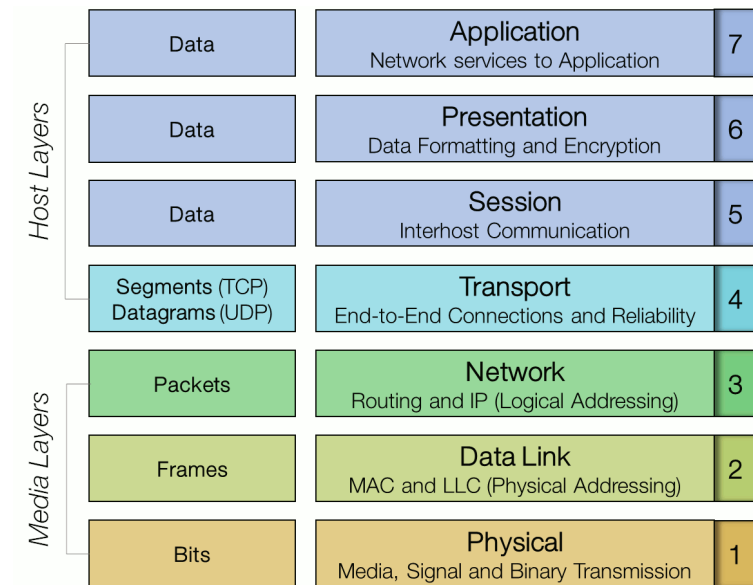 Host Layers
Data
Application
Network services to Application
7
Data
Presentation
Data Formatting and Encryption
6
Data
Session
Interhost Communication
5
Segments (TCP)
Datagrams (UDP)
Transport
End-to-End Connections and Reliability
4
Media Layers
Packets
Network
Routing and IP (Logical Addressing)
3
Frames
Data Link
MAC and LLC (Physical Addressing)
2
Bits
Physical
Media, Signal and Binary Transmission
1